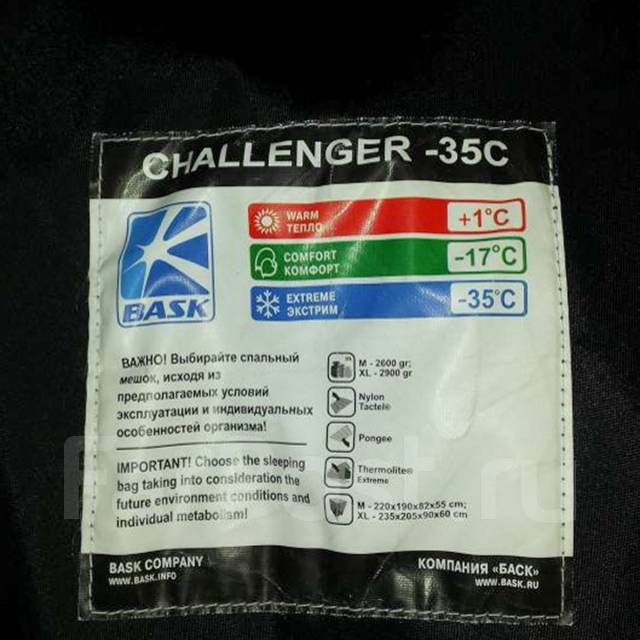 CHALLENGER -35C
BASK
WARM
ТЕПЛО
+1°C
COMFORT
КОМФОРТ
-17°C
EXTREME
ЭКСТРИМ
-35°C
ВАЖНО! Выбирайте спальный
мешок, исходя из
предполагаемых условий
эксплуатации и индивидуальных
особенностей организма!
IMPORTANT! Choose the sleeping
bag taking into consideration the
future environment conditions and
individual metabolism!
M - 2600 gr;
XL - 2900 gr
Nylon
Tactel®
Pongee
Thermolite®
Extreme
M - 220x190x82x55 cm;
XL - 235x205x90x60 cm
BASK COMPANY
WWW.BASK.INFO
КОМПАНИЯ «БАСК»
WWW.BASK.RU